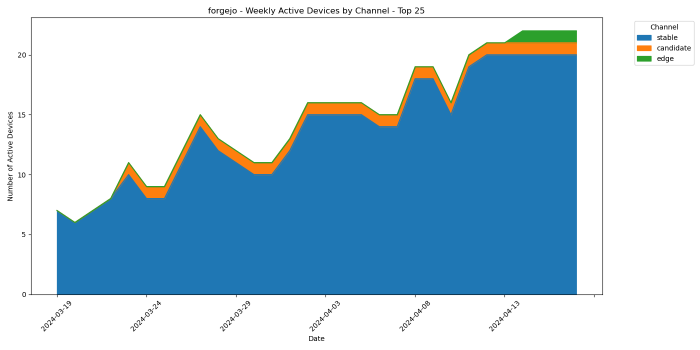 forgejo - Weekly Active Devices by Channel - Top 25
Channel
stable
candidate
edge
Number of Active Devices
20
15
10
5
0
2024-03-19
2024-03-24
2024-03-29
2024-04-03
2024-04-08
2024-04-13
Date